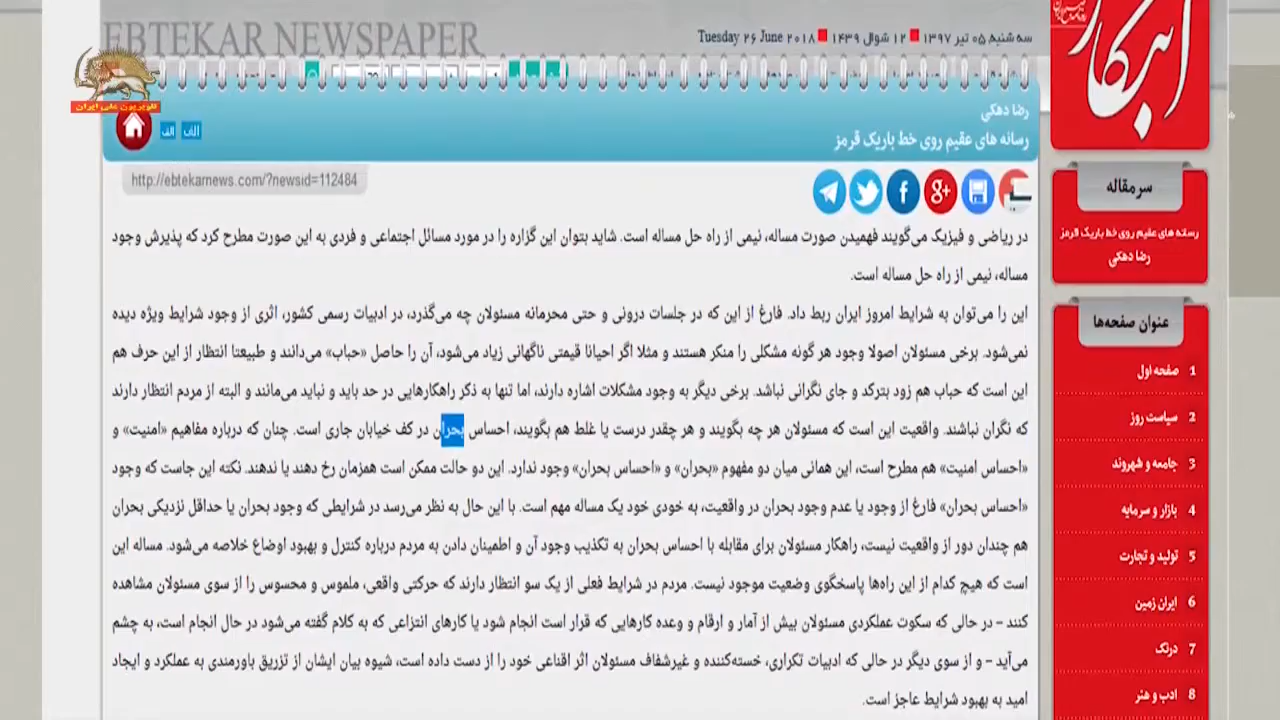 EBTEKAR NEWSPAPER
سه شنبه, ۰۵ تیر ۱۳۹۷ ۱۲ شوال ۱۴۳۹ Tuesday ۲۶ June ۲۰۱۸
ابتکار
تلویزیون ملی ایران
رضا دهکی
رسانه های عقیم روی خط باریک قرمز
الف الف
http://ebtekarnews.com/?newsid=112484
در ریاضی و فیزیک می‌گویند فهمیدن صورت مساله، نیمی از راه حل مساله است. شاید بتوان این گزاره را در مورد مسائل اجتماعی و فردی به این صورت مطرح کرد که پذیرش وجود
مساله، نیمی از راه حل مساله است.
این را می‌توان به شرایط امروز ایران ربط داد. فارغ از این که در جلسات درونی و حتی محرمانه مسئولان چه می‌گذرد، در ادبیات رسمی کشور، اثری از وجود شرایط ویژه دیده
نمی‌شود. برخی مسئولان اصولا وجود هر گونه مشکلی را منکر هستند و مثلا اگر احیانا قیمتی ناگهانی زیاد می‌شود، آن را حاصل «حباب» می‌دانند و طبیعتا انتظار از این حرف هم
این است که حباب هم زود بترکد و جای نگرانی نباشد. برخی دیگر به وجود مشکلات اشاره دارند، اما تنها به ذکر راهکارهایی در حد باید و نباید می‌مانند و البته از مردم انتظار دارند
که نگران نباشند. واقعیت این است که مسئولان هر چه بگویند و هر چقدر درست یا غلط هم بگویند، احساس بحران در کف خیابان جاری است. چنان که درباره مفاهیم «امنیت» و
«احساس امنیت» هم مطرح است، این همانی میان دو مفهوم «بحران» و «احساس بحران» وجود ندارد. این دو حالت ممکن است همزمان رخ دهند یا ندهند. نکته این جاست که وجود
«احساس بحران» فارغ از وجود یا عدم وجود بحران در واقعیت، به خودی خود یک مساله مهم است. با این حال به نظر می‌رسد در شرایطی که وجود بحران یا حداقل نزدیکی بحران
هم چندان دور از واقعیت نیست، راهکار مسئولان برای مقابله با احساس بحران به تکذیب وجود آن و اطمینان دادن به مردم درباره کنترل و بهبود اوضاع خلاصه می‌شود. مساله این
است که هیچ کدام از این راه‌ها پاسخگوی وضعیت موجود نیست. مردم در شرایط فعلی از یک سو انتظار دارند که حرکتی واقعی، ملموس و محسوس را از سوی مسئولان مشاهده
کنند – در حالی که سکوت عملکردی مسئولان بیش از آمار و ارقام و وعده کارهایی که قرار است انجام شود یا کارهای انتزاعی که به کلام گفته می‌شود در حال انجام است، به چشم
می‌آید – و از سوی دیگر در حالی که ادبیات تکراری، خسته‌کننده و غیرشفاف مسئولان اثر اقناعی خود را از دست داده است، شیوه بیان ایشان از تزریق باورمندی به عملکرد و ایجاد
امید به بهبود شرایط عاجز است.
سرمقاله
رسانه های عقیم روی خط باریک قرمز
رضا دهکی
عنوان صفحه‌ها
1 صفحه اول
2 سیاست روز
3 جامعه و شهروند
4 بازار و سرمایه
5 تولید و تجارت
6 ایران زمین
7 درنگ
8 ادب و هنر